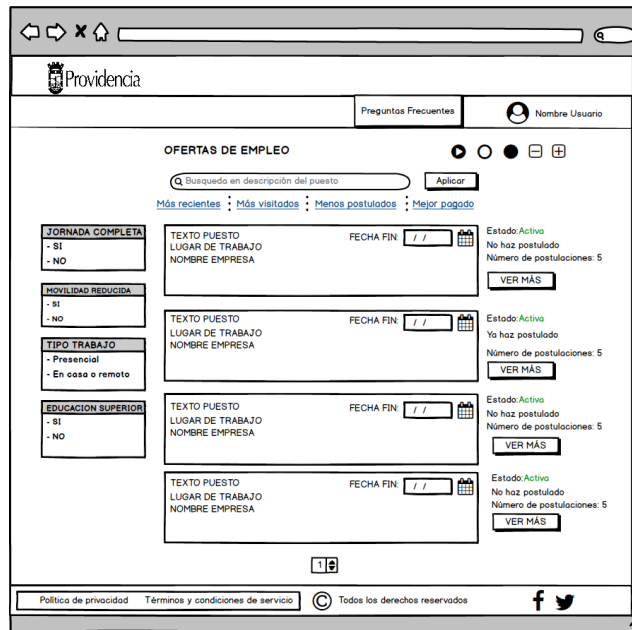 Providencia
Preguntas Frecuentes
Nombre Usuario
OFERTAS DE EMPLEO
Busqueda en descripción del puesto
Aplicar
Más recientes
Más visitados
Menos postulados
Mejor pagado
JORNADA COMPLETA
- SI
- NO
MOVILIDAD REDUCIDA
- SI
- NO
TIPO TRABAJO
- Presencial
- En casa o remoto
EDUCACION SUPERIOR
- SI
- NO
TEXTO PUESTO
LUGAR DE TRABAJO
NOMBRE EMPRESA
FECHA FIN: / /
Estado:Activa
No haz postulado
Número de postulaciones: 5
VER MÁS
TEXTO PUESTO
LUGAR DE TRABAJO
NOMBRE EMPRESA
FECHA FIN: / /
Estado:Activa
Ya haz postulado
Número de postulaciones: 5
VER MÁS
TEXTO PUESTO
LUGAR DE TRABAJO
NOMBRE EMPRESA
FECHA FIN: / /
Estado:Activa
No haz postulado
Número de postulaciones: 5
VER MÁS
TEXTO PUESTO
LUGAR DE TRABAJO
NOMBRE EMPRESA
FECHA FIN: / /
Estado:Activa
No haz postulado
Número de postulaciones: 5
VER MÁS
1
Política de privacidad
Términos y condiciones de servicio
© Todos los derechos reservados